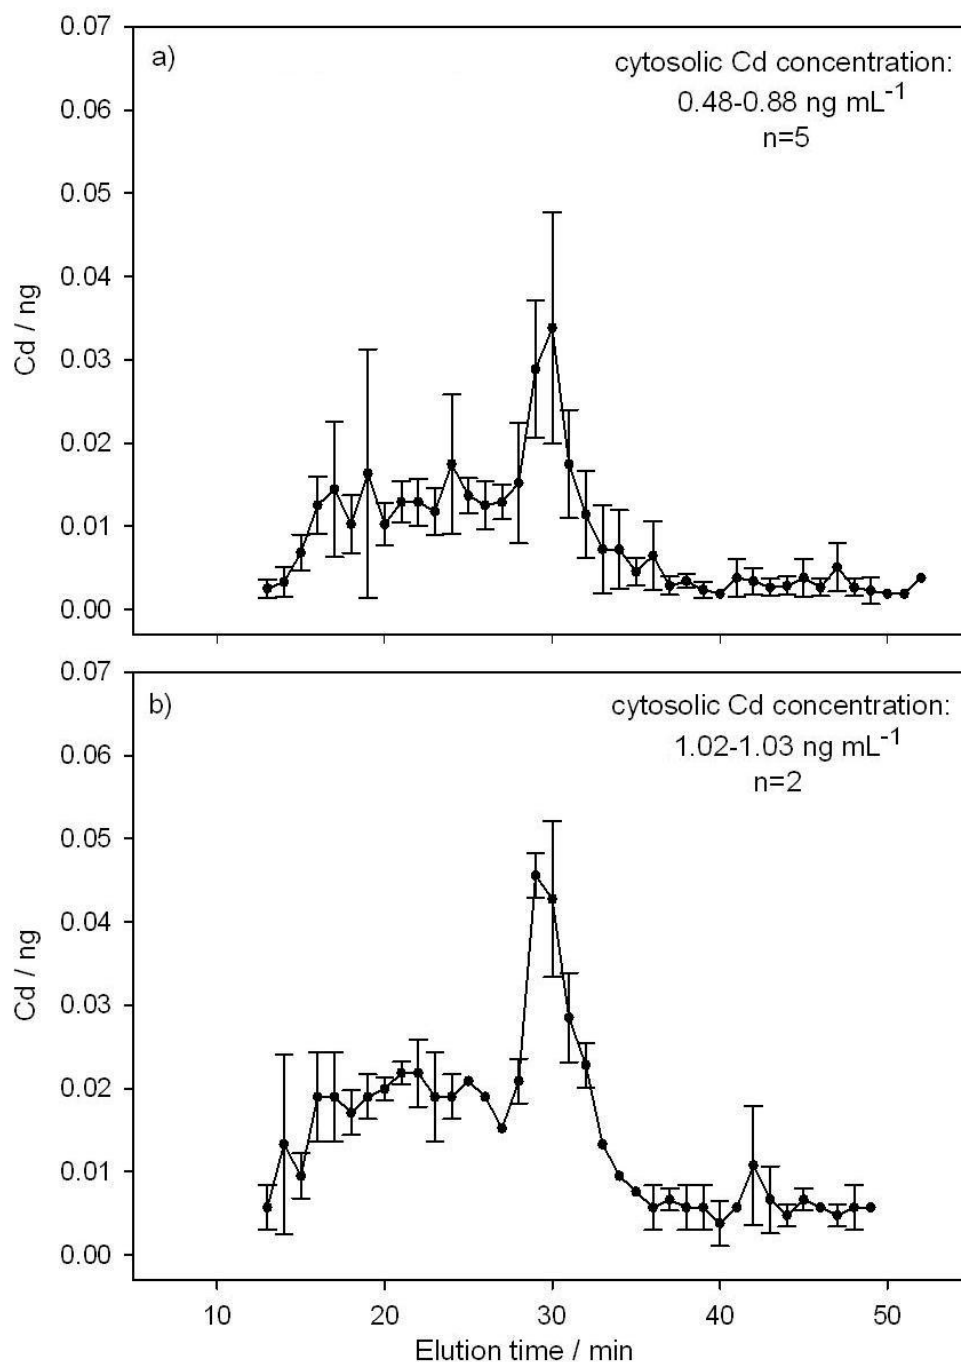 a)
cytosolic Cd concentration:
0.48-0.88 ng mL⁻¹
n=5
Cd / ng
0.07
0.06
0.05
0.04
0.03
0.02
0.01
0.00
b)
cytosolic Cd concentration:
1.02-1.03 ng mL⁻¹
n=2
Cd / ng
0.07
0.06
0.05
0.04
0.03
0.02
0.01
0.00
10 20 30 40 50
Elution time / min